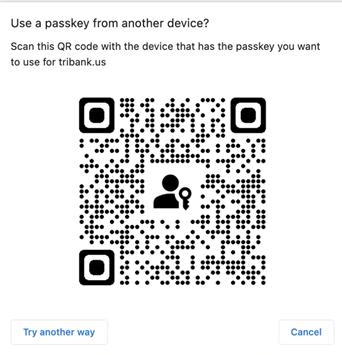 Use a passkey from another device?
Scan this QR code with the device that has the passkey you want
to use for tribank.us
Try another way
Cancel